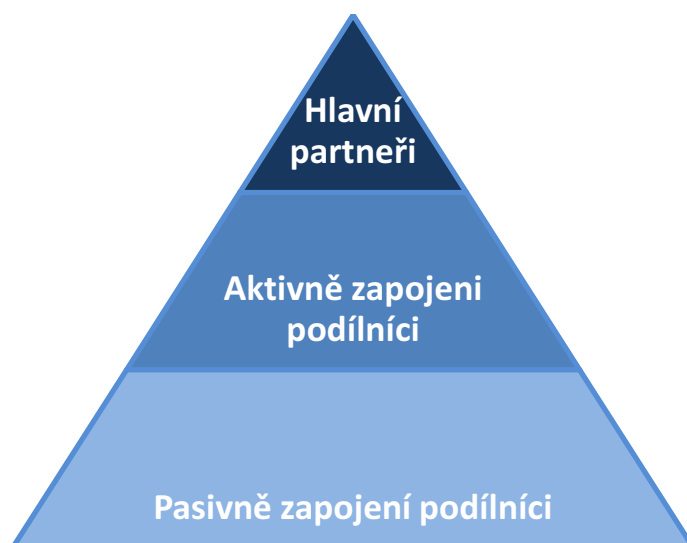 Hlavní
partneři
Aktivně zapojeni
podílníci
Pasivně zapojení podílníci